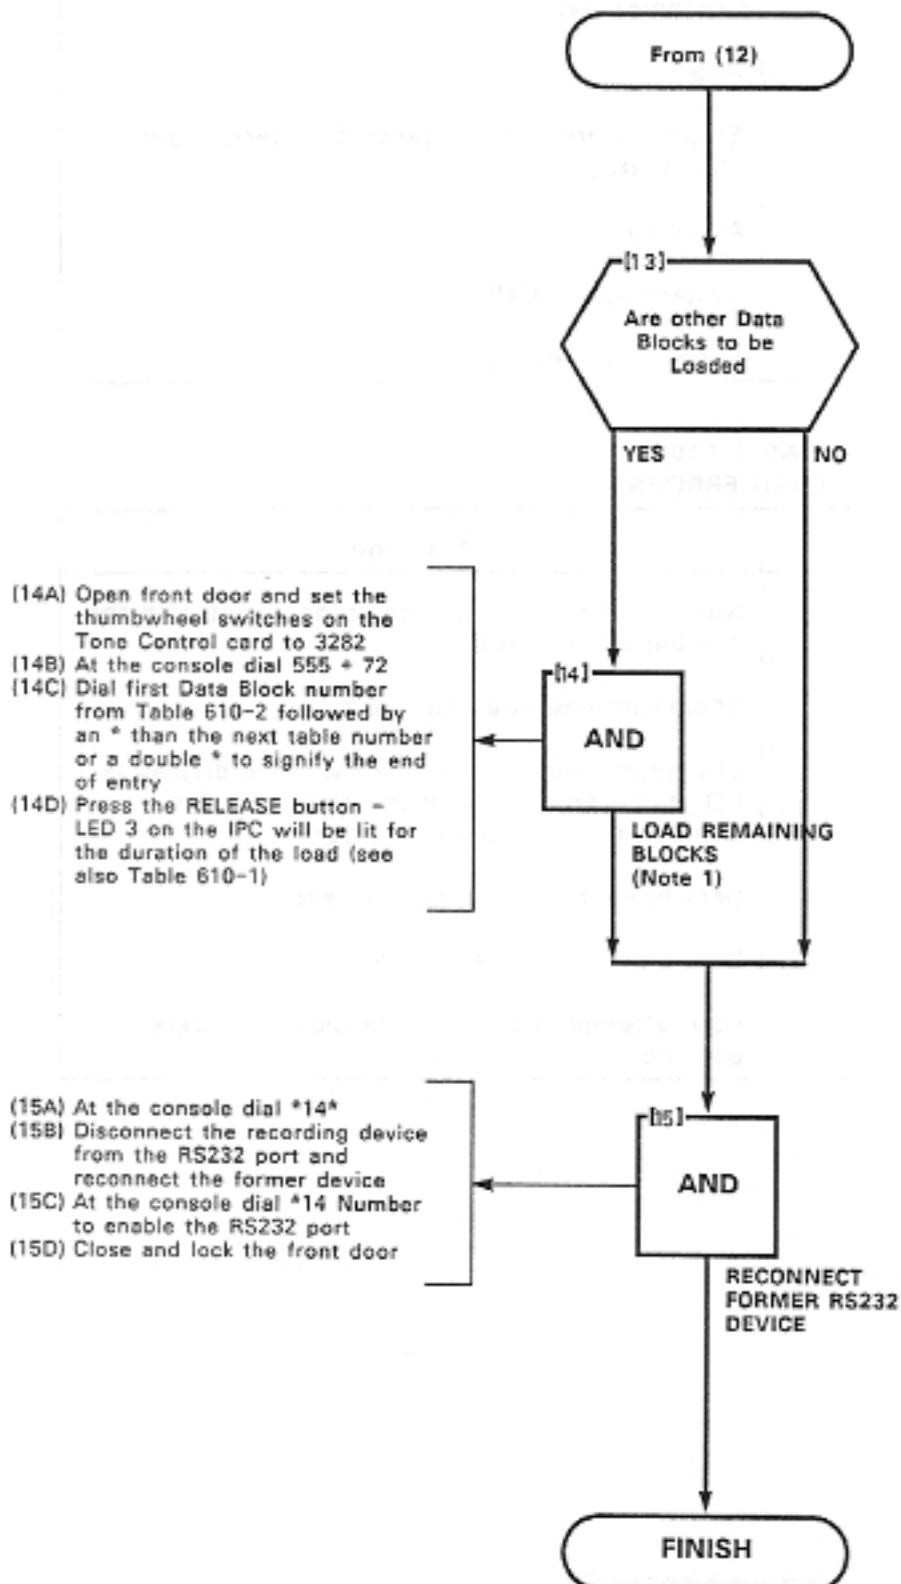 From (12)
[13]
Are other Data
Blocks to be
Loaded
YES
NO
(14A) Open front door and set the
thumbwheel switches on the
Tone Control card to 3282
(14B) At the console dial 555 + 72
(14C) Dial first Data Block number
from Table 610-2 followed by
an * than the next table number
or a double * to signify the end
of entry
(14D) Press the RELEASE button -
LED 3 on the IPC will be lit for
the duration of the load (see
also Table 610-1)
[14]
AND
LOAD REMAINING
BLOCKS
(Note 1)
(15A) At the console dial *14*
(15B) Disconnect the recording device
from the RS232 port and
reconnect the former device
(15C) At the console dial *14 Number
to enable the RS232 port
(15D) Close and lock the front door
[15]
AND
RECONNECT
FORMER RS232
DEVICE
FINISH